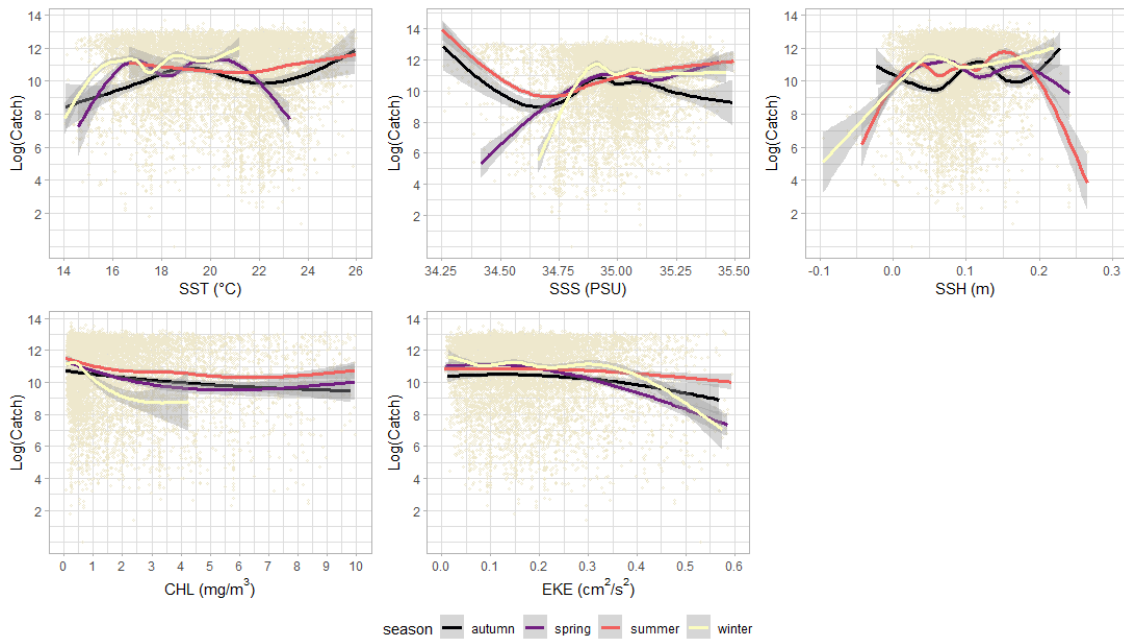 14
12
10
8
6
4
2
Log(Catch)
14 16 18 20 22 24 26
SST (°C)
14
12
10
8
6
4
2
Log(Catch)
34.25 34.50 34.75 35.00 35.25 35.50
SSS (PSU)
14
12
10
8
6
4
2
Log(Catch)
-0.1 0.0 0.1 0.2 0.3
SSH (m)
14
12
10
8
6
4
2
Log(Catch)
0 1 2 3 4 5 6 7 8 9 10
CHL (mg/m³)
14
12
10
8
6
4
2
Log(Catch)
0.0 0.1 0.2 0.3 0.4 0.5 0.6
EKE (cm²/s²)
season autumn spring summer winter